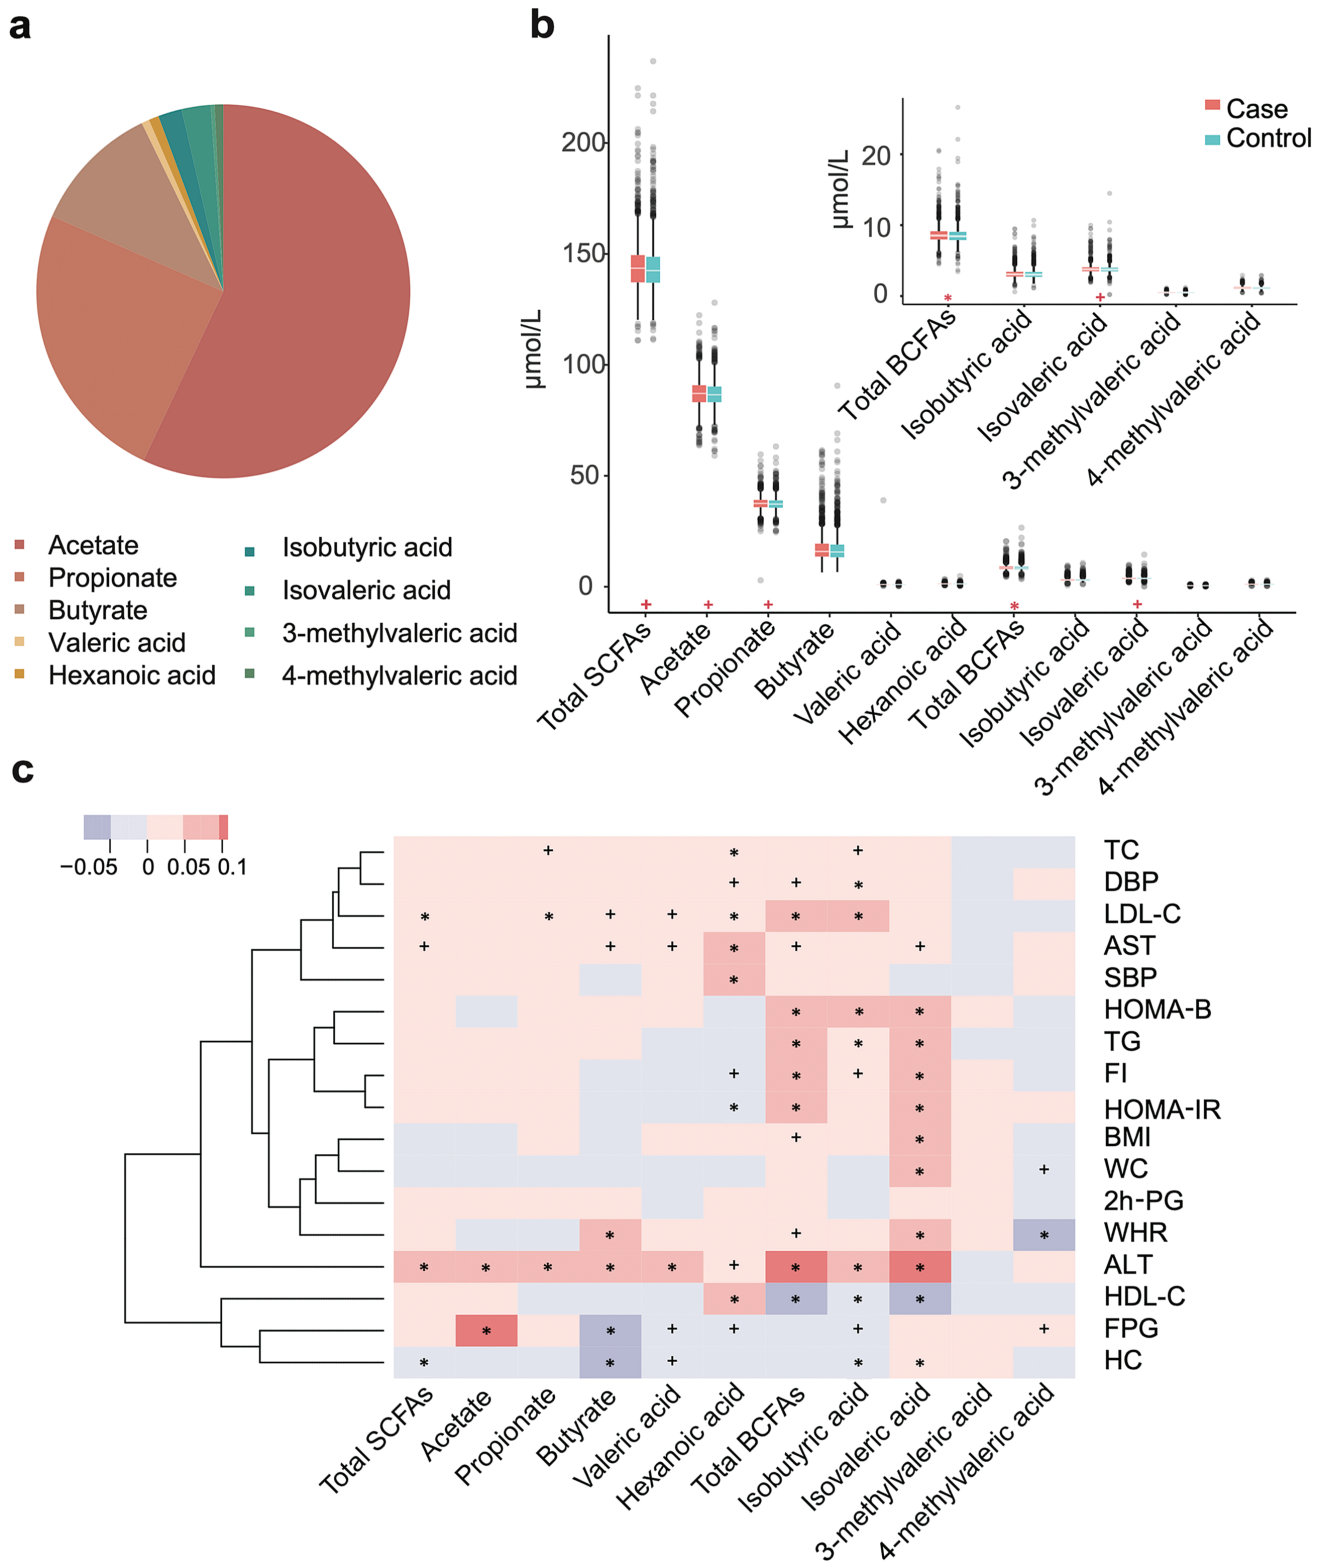 a
Acetate
Propionate
Butyrate
Valeric acid
Hexanoic acid
Isobutyric acid
Isovaleric acid
3-methylvaleric acid
4-methylvaleric acid
b
µmol/L
200
150
100
50
0
+ + + * +
Total SCFAs
Acetate
Propionate
Butyrate
Valeric acid
Hexanoic acid
Total BCFAs
Isobutyric acid
Isovaleric acid
3-methylvaleric acid
4-methylvaleric acid
µmol/L
20
10
0
* +
Total BCFAs
Isobutyric acid
Isovaleric acid
3-methylvaleric acid
4-methylvaleric acid
Case
Control
c
−0.05 0 0.05 0.1
+ * + TC
+ + * DBP
* * + + * * * LDL-C
+ + + * + + AST
* SBP
* * * HOMA-B
* * * TG
+ * + * FI
* * * HOMA-IR
+ * BMI
* + WC
2h-PG
* + * * WHR
* * * * * + * * * ALT
* * * * HDL-C
* * + + + + FPG
* * + * * HC
Total SCFAs
Acetate
Propionate
Butyrate
Valeric acid
Hexanoic acid
Total BCFAs
Isobutyric acid
Isovaleric acid
3-methylvaleric acid
4-methylvaleric acid